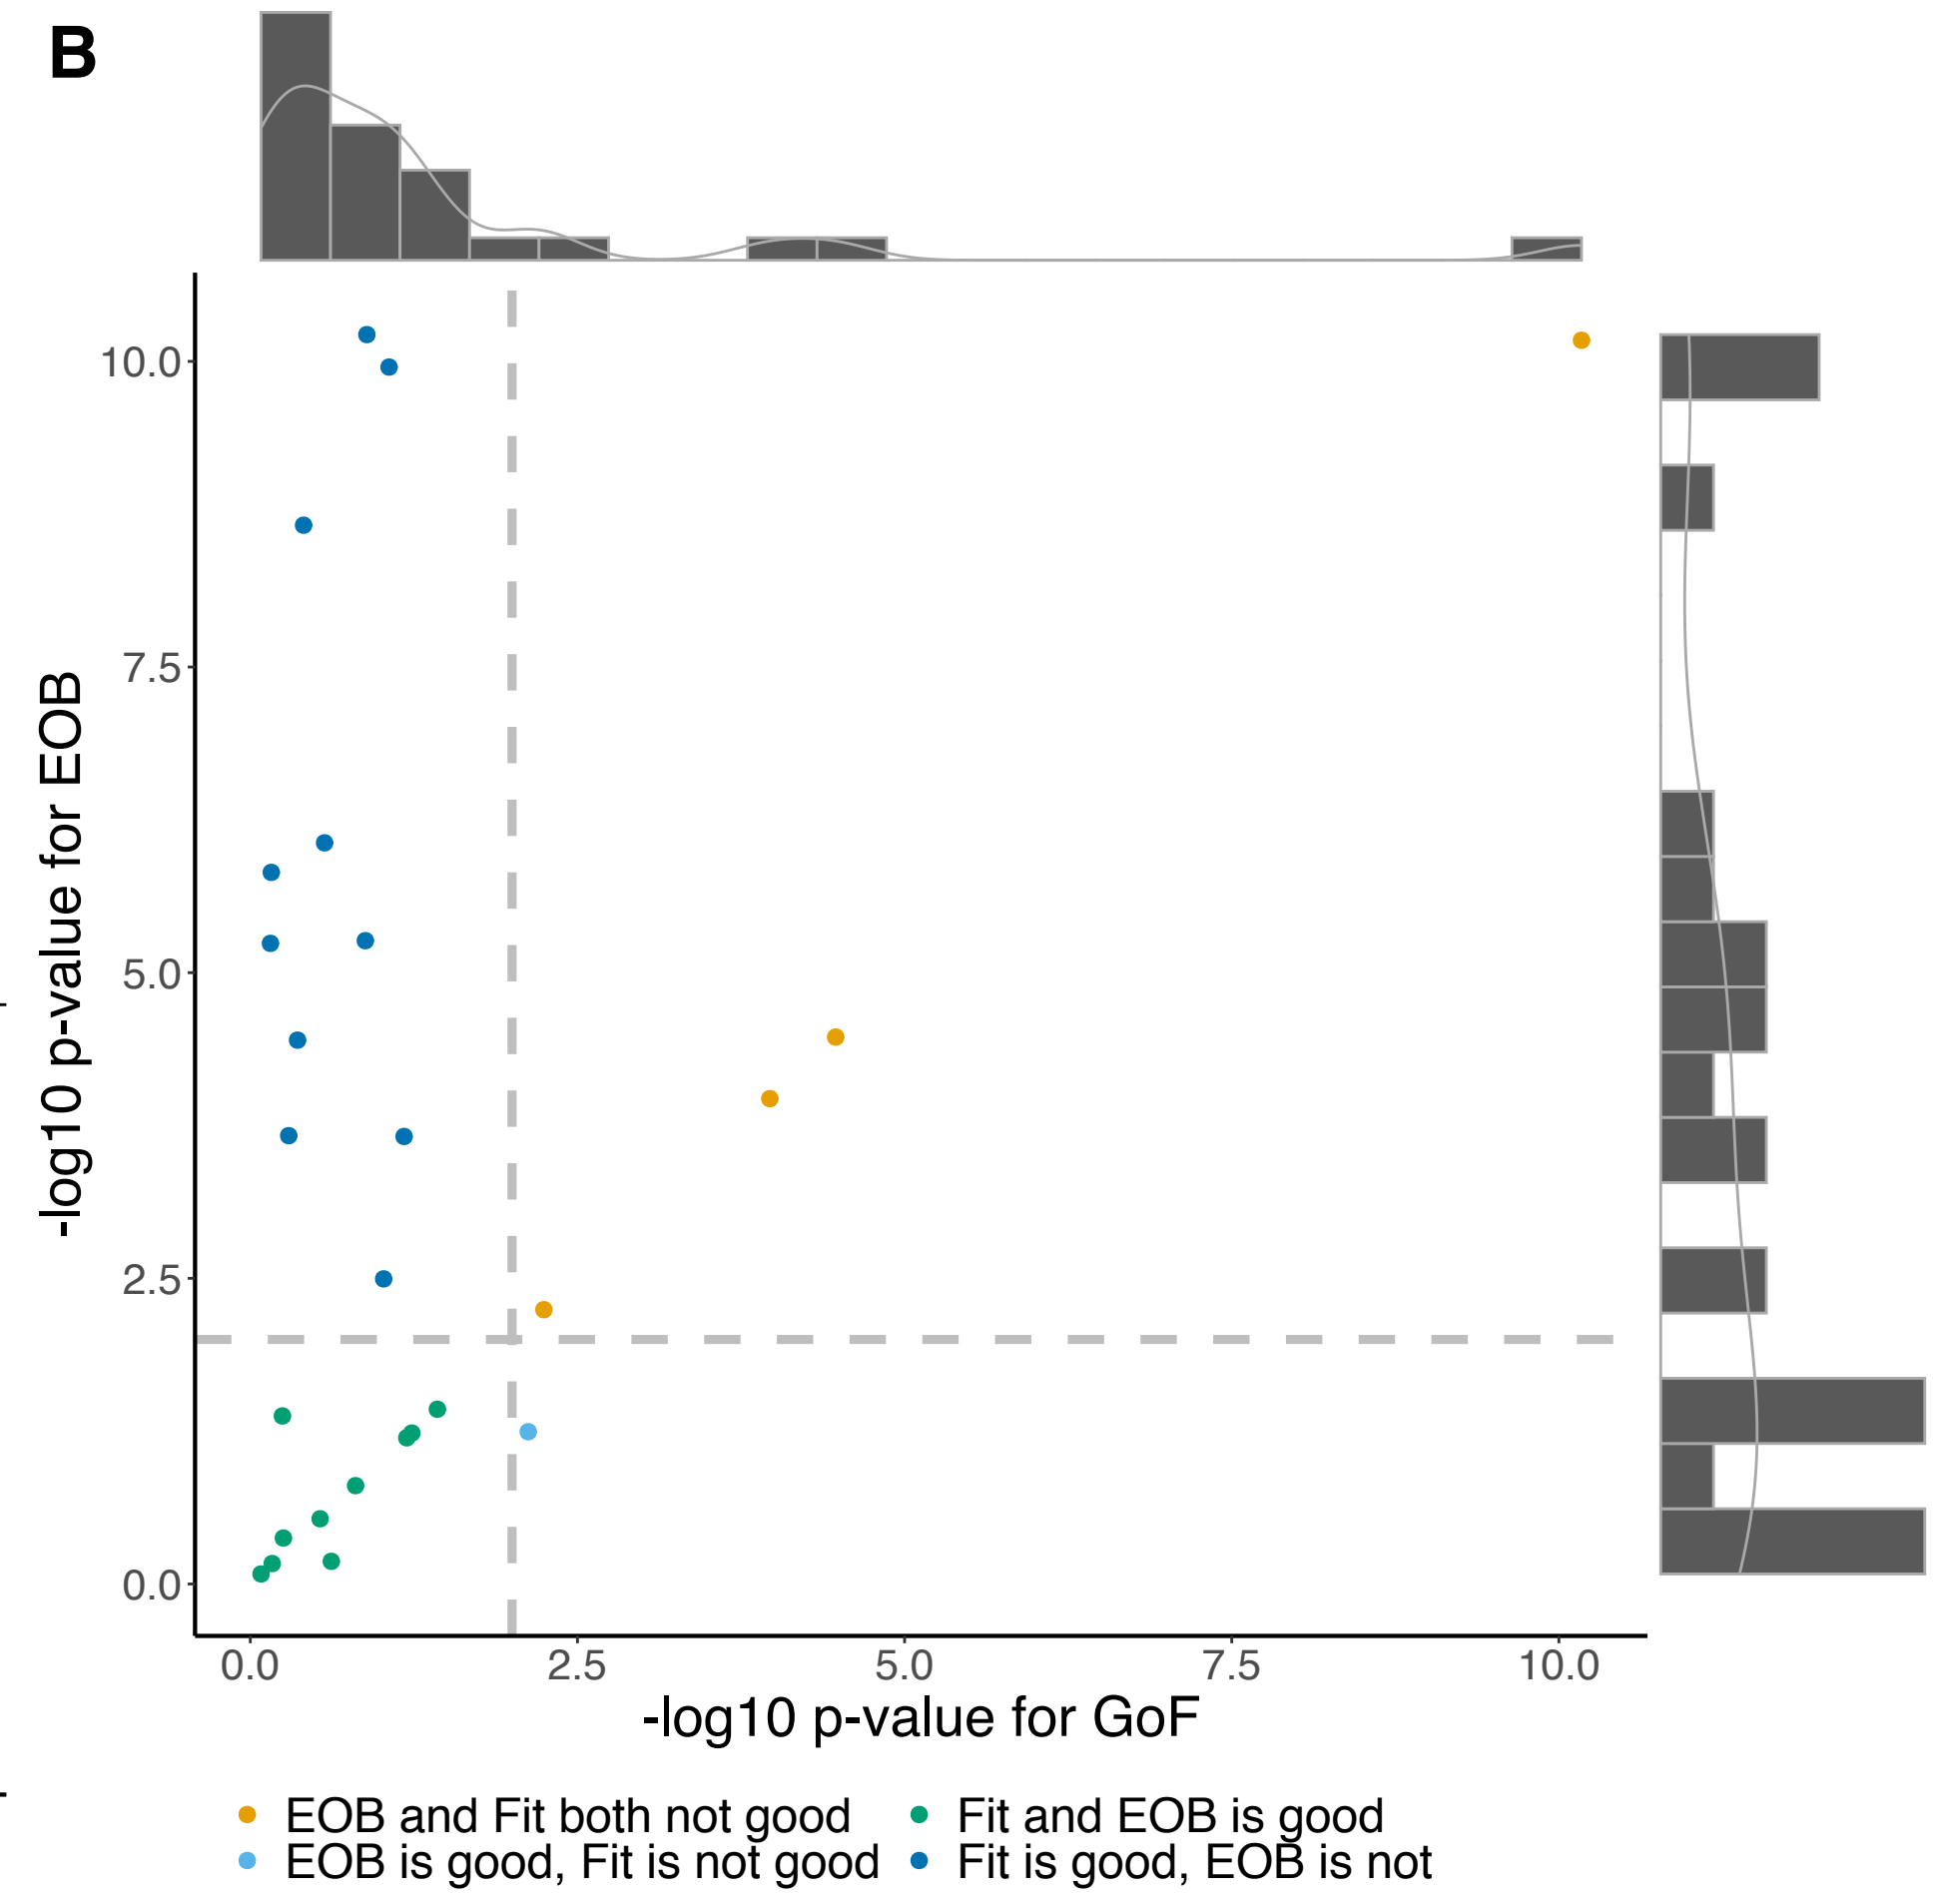 B
10.0
7.5
5.0
2.5
0.0
-log10 p-value for EOB
0.0 2.5 5.0 7.5 10.0
-log10 p-value for GoF
EOB and Fit both not good
Fit and EOB is good
EOB is good, Fit is not good
Fit is good, EOB is not